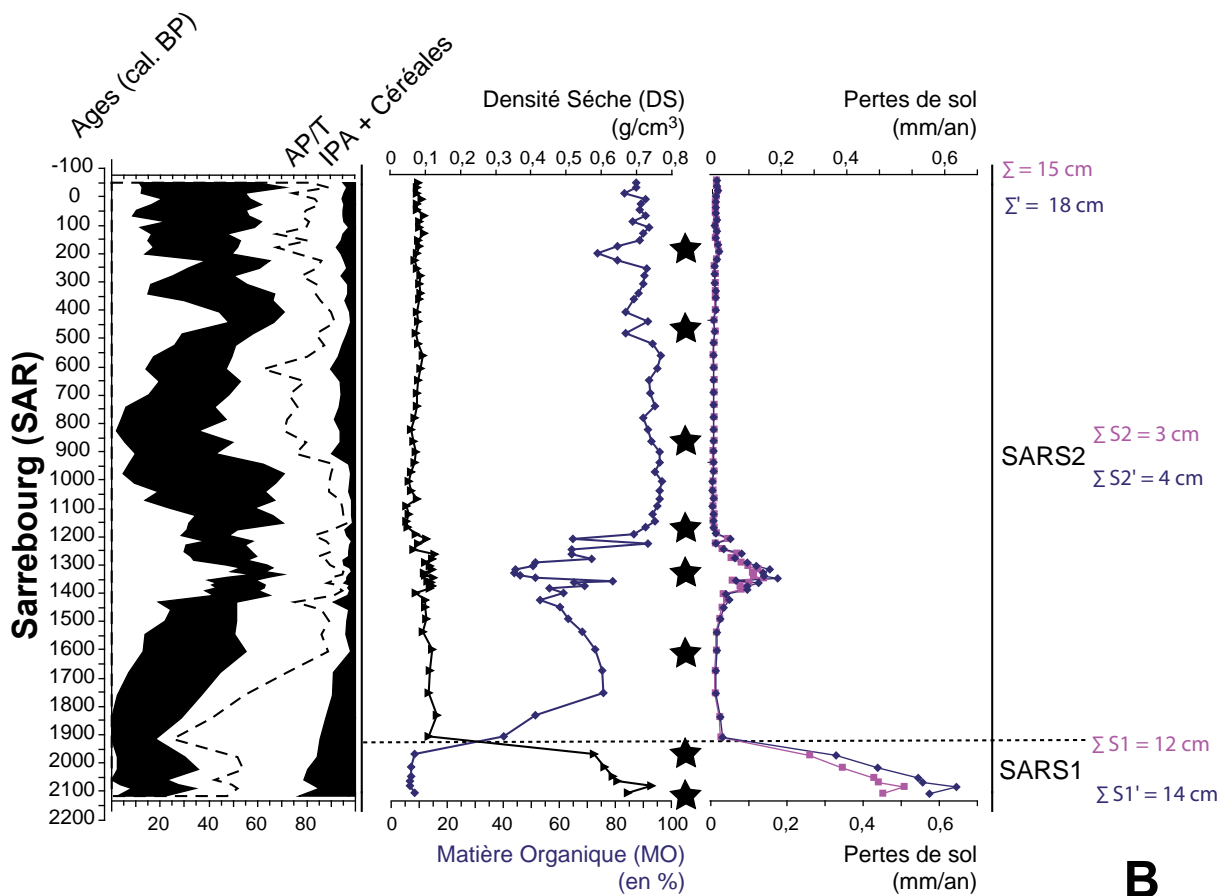 Ages (cal. BP)
AP/T
IPA + Céréales
Densité Séche (DS)
(g/cm³)
Pertes de sol
(mm/an)
0 0,1 0,2 0,3 0,4 0,5 0,6 0,7 0,8
0 0,2 0,4 0,6
-100
0
100
200
300
400
500
600
700
800
900
1000
1100
1200
1300
1400
1500
1600
1700
1800
1900
2000
2100
2200
Sarrebourg (SAR)
∑ = 15 cm
∑' = 18 cm
∑ S2 = 3 cm
SARS2
∑ S2' = 4 cm
∑ S1 = 12 cm
SARS1
∑ S1' = 14 cm
20 40 60 80
0 20 40 60 80 100
0 0,2 0,4 0,6
Matière Organique (MO)
(en %)
Pertes de sol
(mm/an)
B